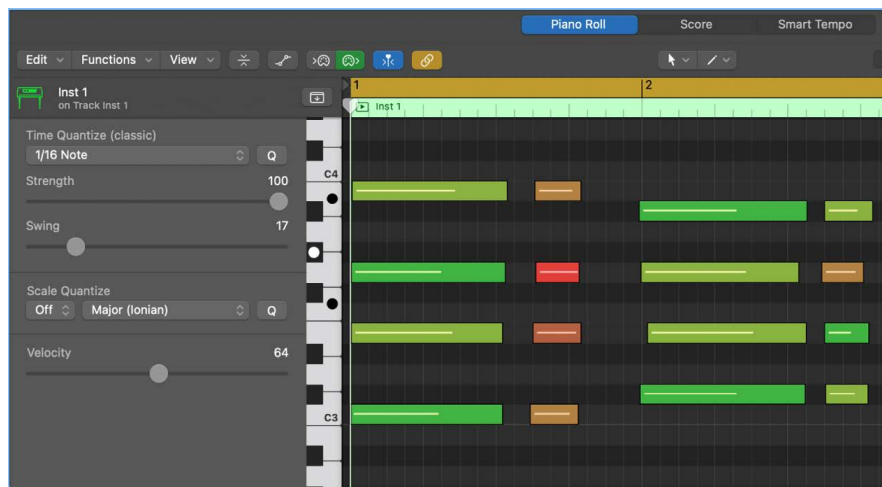 Piano Roll Score Smart Tempo
Edit Functions View
Inst 1
on Track Inst 1
1 2
Inst 1
Time Quantize (classic)
1/16 Note Q
C4
Strength 100
Swing 17
Scale Quantize
Off Major (Ionian) Q
Velocity 64
C3